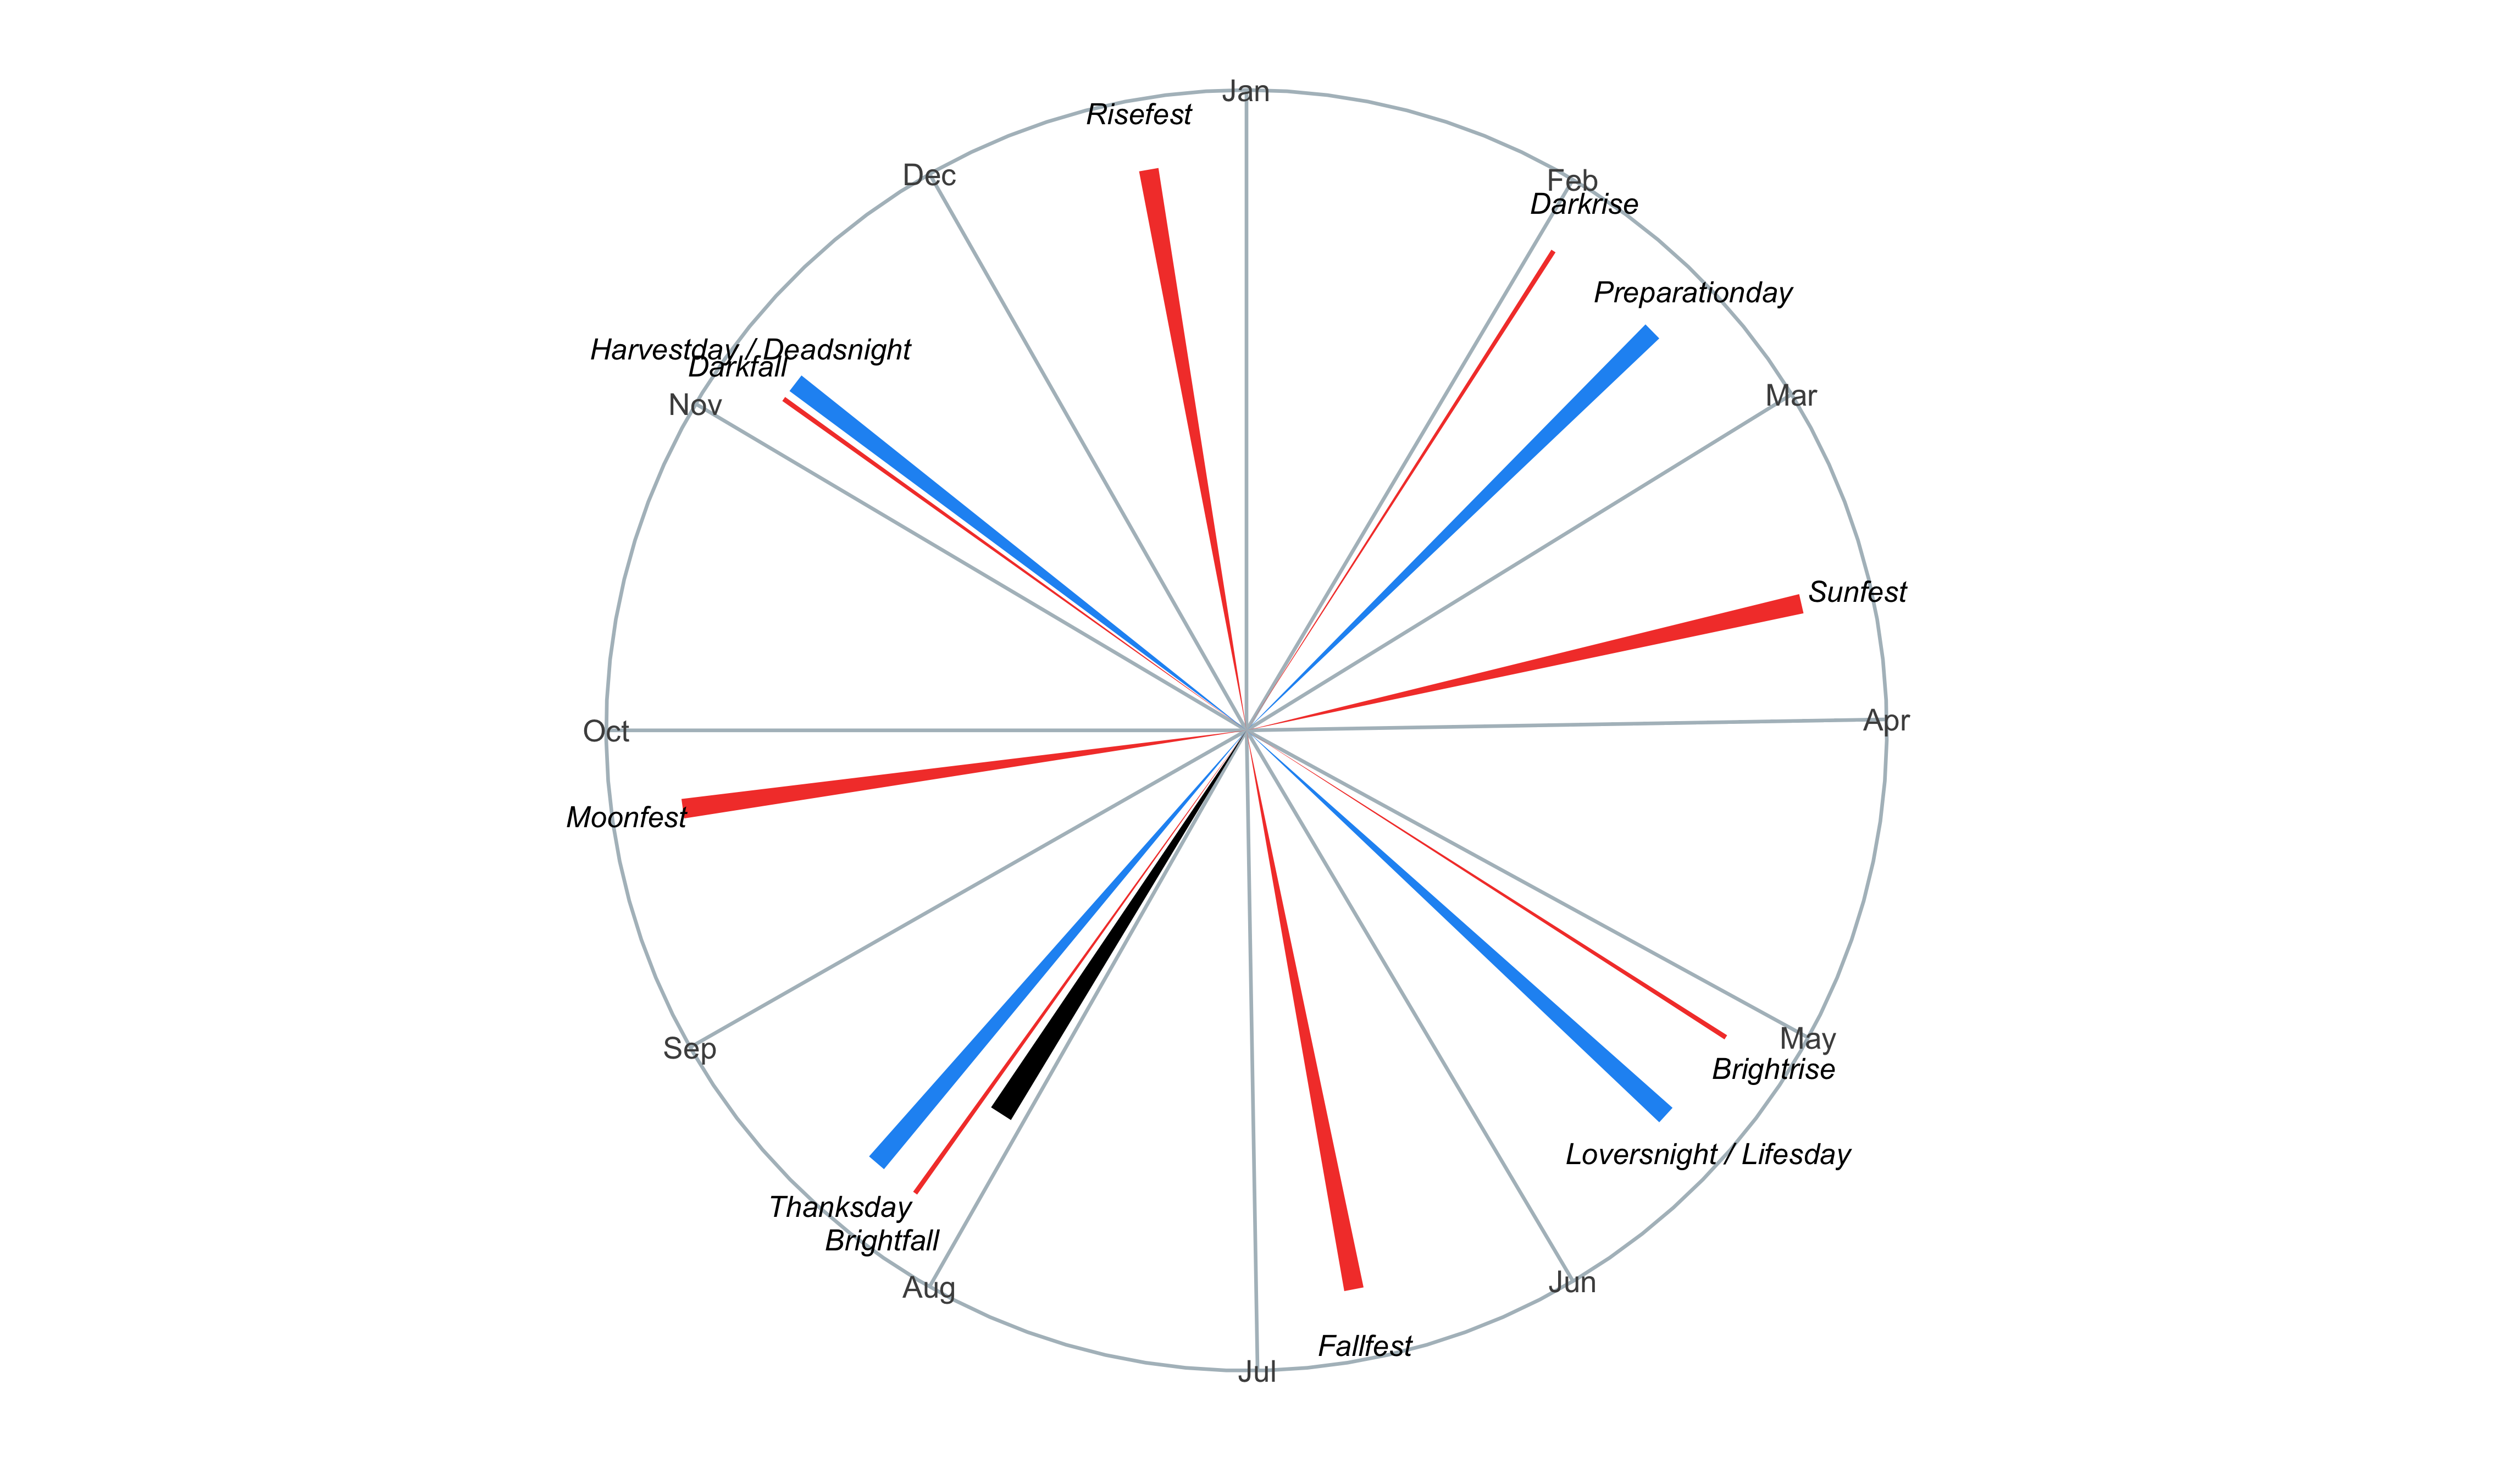 Jan
Risefest
Dec
Feb
Darkrise
Preparationday
Harvestday / Deadsnight
Darkfall
Nov
Mar
Sunfest
Apr
Oct
Moonfest
Sep
May
Brightrise
Loversnight / Lifesday
Thanksday
Brightfall
Aug
Jun
Fallfest
Jul